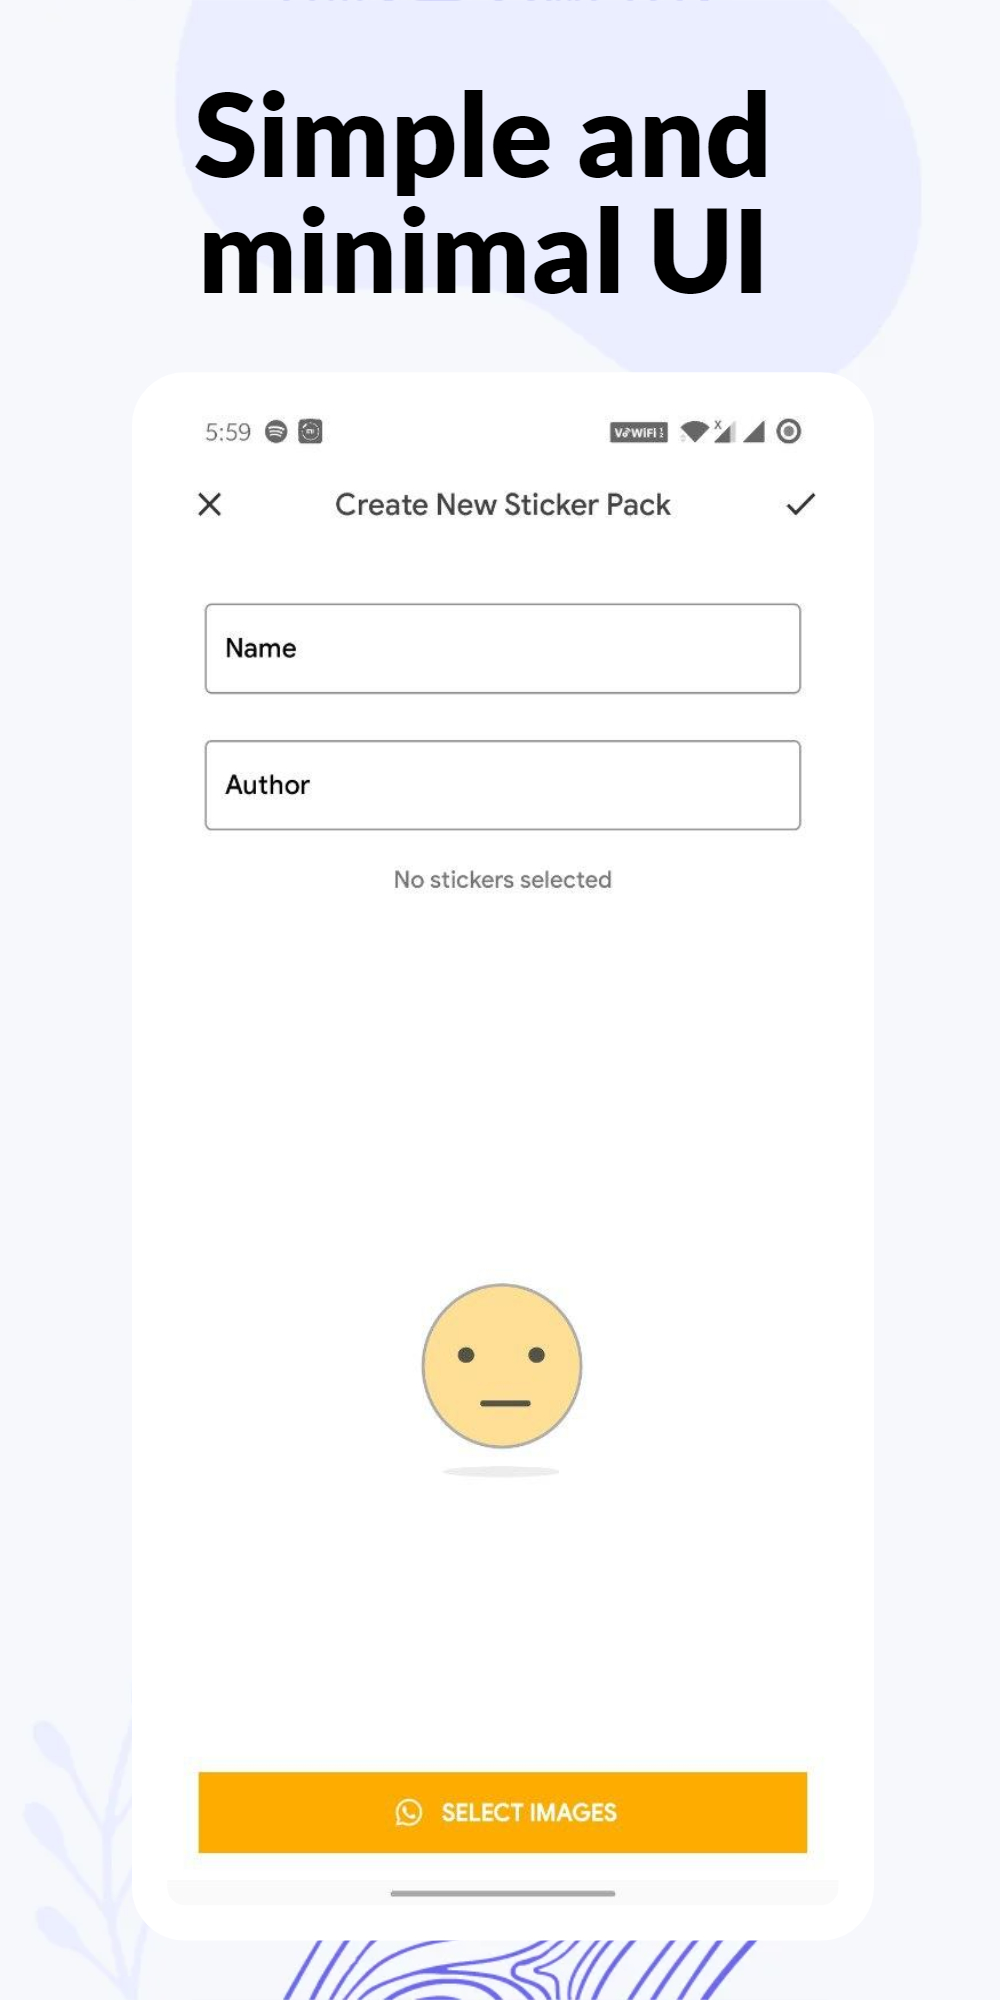 Simple and
minimal UI
5:59
VoWiFi
x
Create New Sticker Pack
Name
Author
No stickers selected
SELECT IMAGES